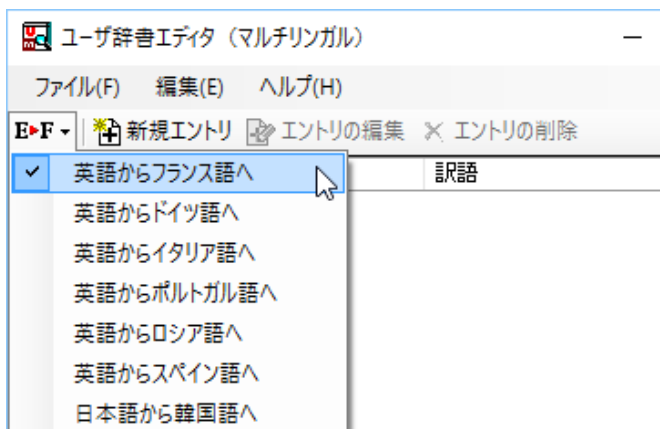 ユーザ辞書エディタ（マルチリンガル）
ファイル(F) 編集(E) ヘルプ(H)
E▸F 新規エントリ エントリの編集 エントリの削除
訳語
英語からフランス語へ
英語からドイツ語へ
英語からイタリア語へ
英語からポルトガル語へ
英語からロシア語へ
英語からスペイン語へ
日本語から韓国語へ